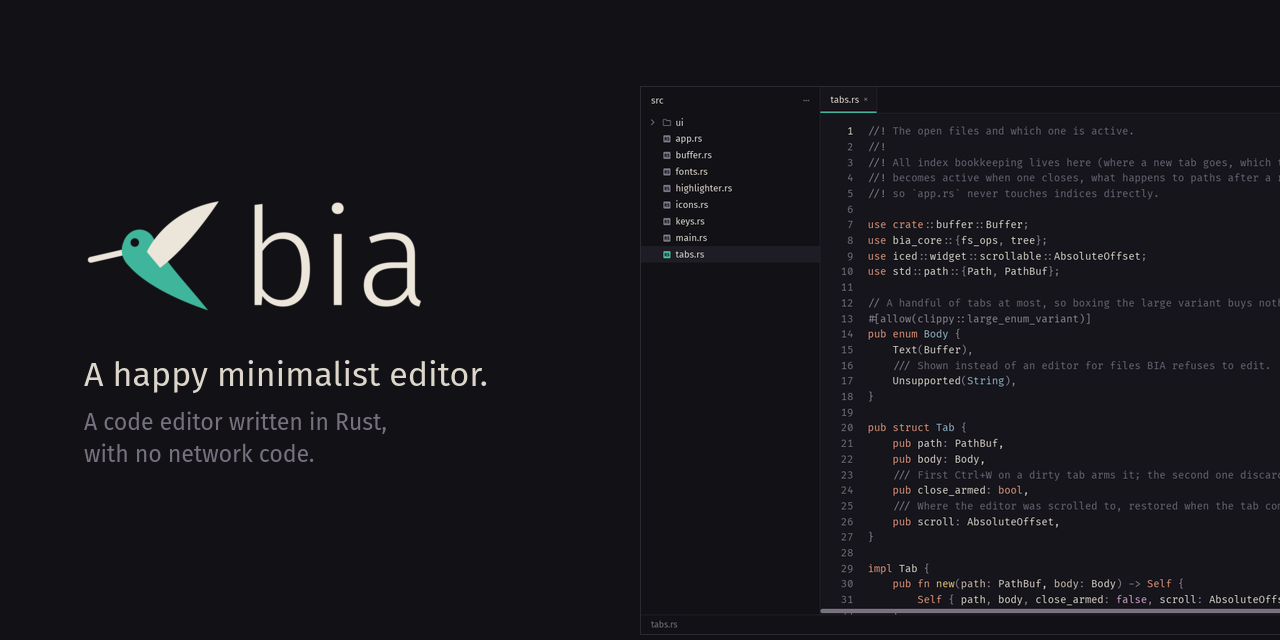 bia
A happy minimalist editor.
A code editor written in Rust,
with no network code.
src ...
ui
app.rs
buffer.rs
fonts.rs
highlighter.rs
icons.rs
keys.rs
main.rs
tabs.rs
tabs.rs ×
1 //! The open files and which one is active.
2 //!
3 //! All index bookkeeping lives here (where a new tab goes, which
4 //! becomes active when one closes, what happens to paths after a
5 //! so `app.rs` never touches indices directly.
6
7 use crate::buffer::Buffer;
8 use bia_core::{fs_ops, tree};
9 use iced::widget::scrollable::AbsoluteOffset;
10 use std::path::{Path, PathBuf};
11
12 // A handful of tabs at most, so boxing the large variant buys
13 #[allow(clippy::large_enum_variant)]
14 pub enum Body {
15 Text(Buffer),
16 /// Shown instead of an editor for files BIA refuses to edit.
17 Unsupported(String),
18 }
19
20 pub struct Tab {
21 pub path: PathBuf,
22 pub body: Body,
23 /// First Ctrl+W on a dirty tab arms it; the second one
24 pub close_armed: bool,
25 /// Where the editor was scrolled to, restored when the tab
26 pub scroll: AbsoluteOffset,
27 }
28
29 impl Tab {
30 pub fn new(path: PathBuf, body: Body) -> Self {
31 Self { path, body, close_armed: false, scroll:
tabs.rs